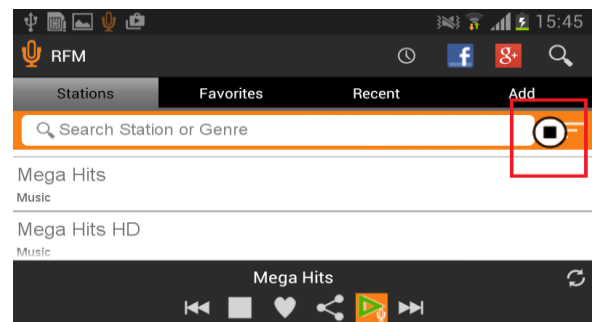 15:45
RFM
f
8+
Stations Favorites Recent Add
Search Station or Genre
Mega Hits
Music
Mega Hits HD
Music
Mega Hits